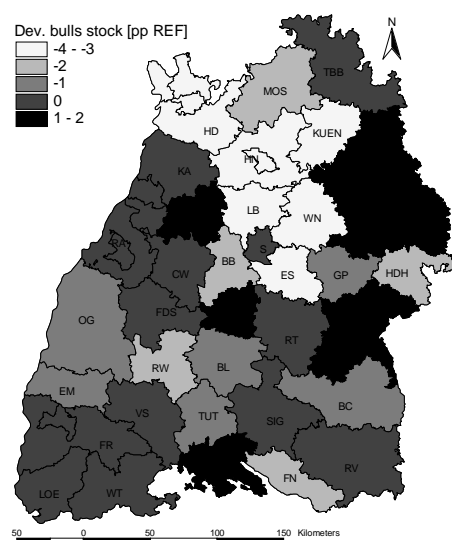 Dev. bulls stock [pp REF]
-4 - -3
-2
-1
0
1 - 2
N
TBB
MOS
HD
KUEN
HN
KA
LB
WN
RA
S
CW
BB
ES
GP
HDH
OG
FDS
RT
RW
BL
EM
BC
VS
TUT
SIG
FR
RV
FN
LOE
WT
50 0 50 100 150 Kilometers